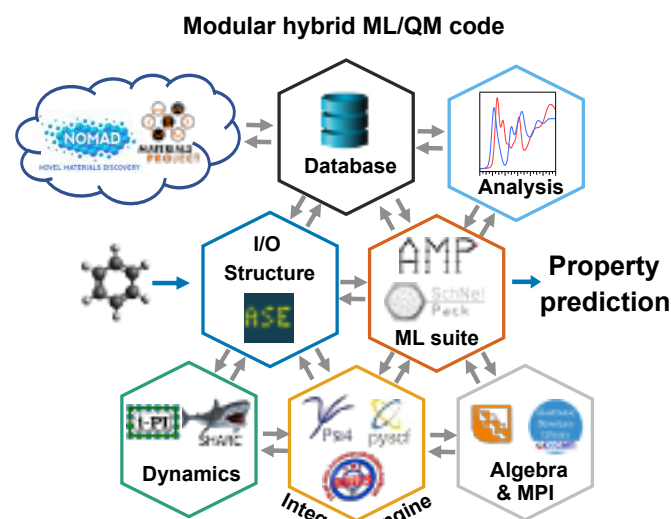 Modular hybrid ML/QM code
NOMAD
NOVEL MATERIALS DISCOVERY
MATERIALS
PROJECT
Database
Analysis
I/O
Structure
ASE
AMP
SchNet
Pack
ML suite
Property
prediction
i-PI
SHARC
Dynamics
Psi4
pyscf
Algebra
& MPI